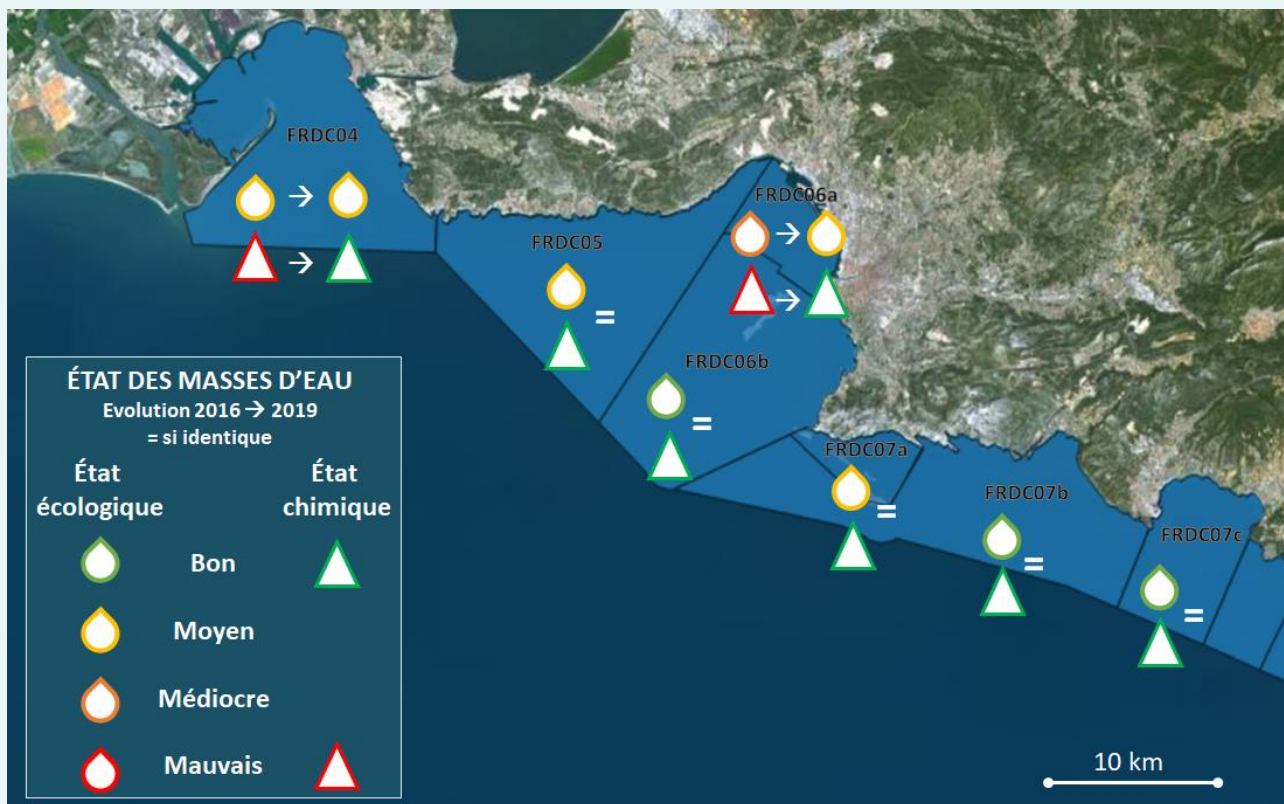 FRDC04
→
→
FRDC05
=
FRDC06a
→
→
FRDC06b
=
FRDC07a
=
FRDC07b
=
FRDC07c
=
ÉTAT DES MASSES D'EAU
Evolution 2016 → 2019
= si identique
État écologique
État chimique
Bon
Moyen
Médiocre
Mauvais
10 km